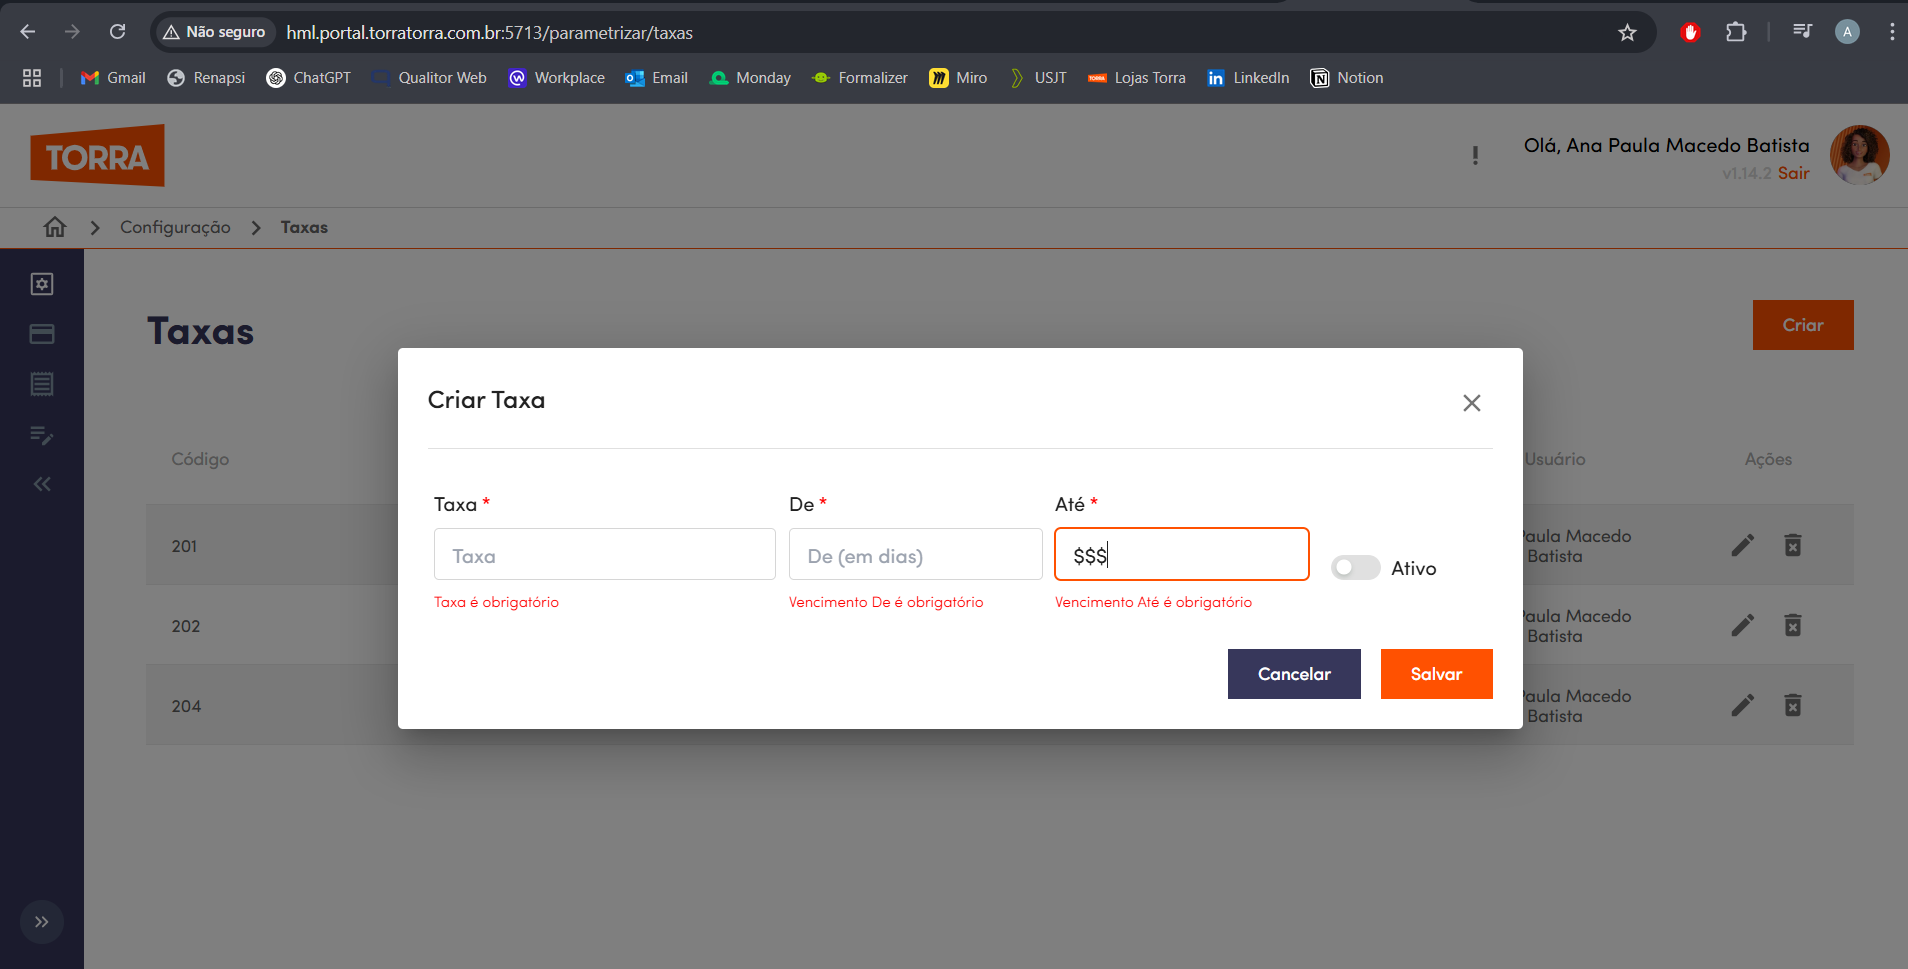 Não seguro hml.portal.torratorra.com.br:5713/parametrizar/taxas A
Gmail Renapsi ChatGPT Qualitor Web Workplace Email Monday Formalizer Miro USJT Lojas Torra LinkedIn Notion
TORRA
Olá, Ana Paula Macedo Batista
v1.14.2 Sair
Configuração Taxas
Taxas
Criar
Criar Taxa
Código
Usuário Ações
Taxa * De * Até *
Taxa De (em dias) $$$
Ativo
Taxa é obrigatório Vencimento De é obrigatório Vencimento Até é obrigatório
Cancelar Salvar
201
Paula Macedo
Batista
202
Paula Macedo
Batista
204
Paula Macedo
Batista